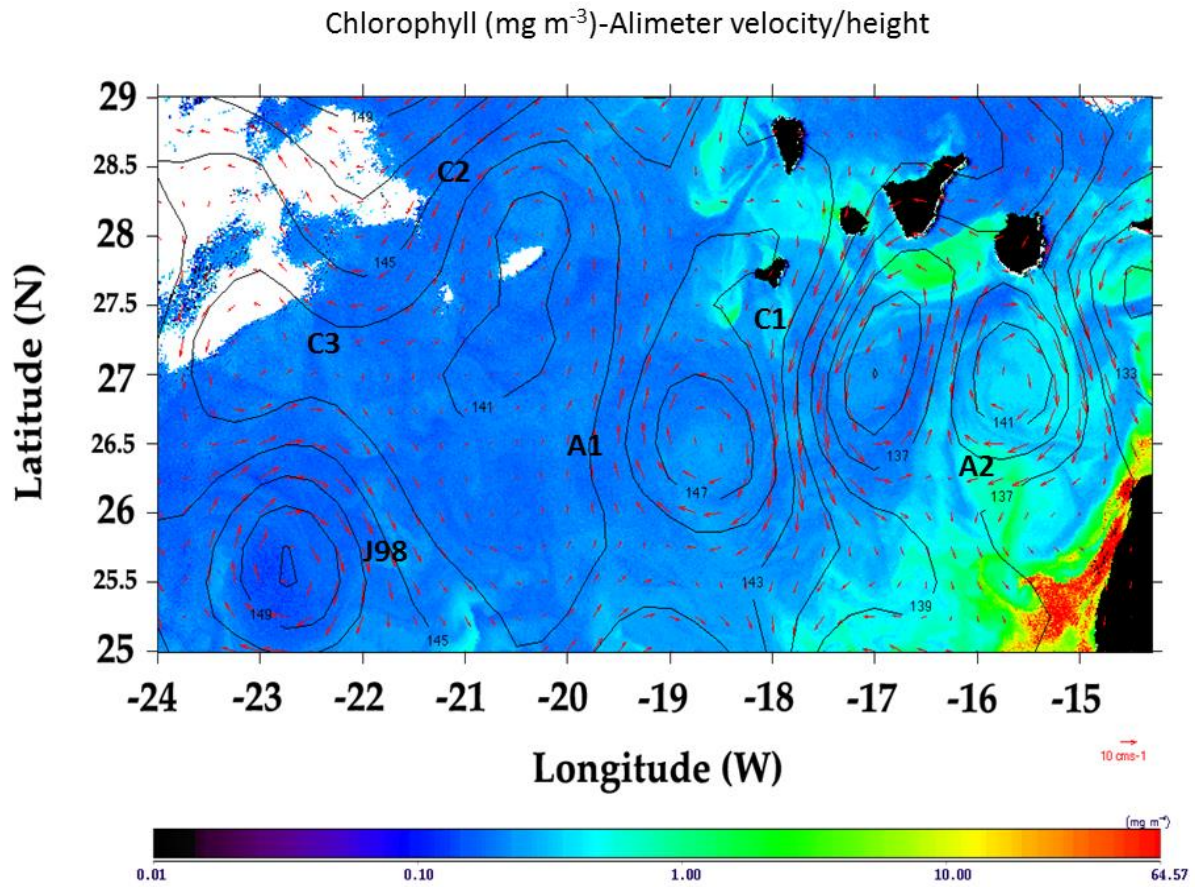 Chlorophyll (mg m-3)-Alimeter velocity/height
29
28.5
28
27.5
27
26.5
26
25.5
25
Latitude (N)
149
C2
145
C1
C3
133
141
141
A1
137
A2
147
137
J98
143
139
149
145
-24 -23 -22 -21 -20 -19 -18 -17 -16 -15
Longitude (W)
10 cms-1
(mg m-3)
0.01 0.10 1.00 10.00 64.57